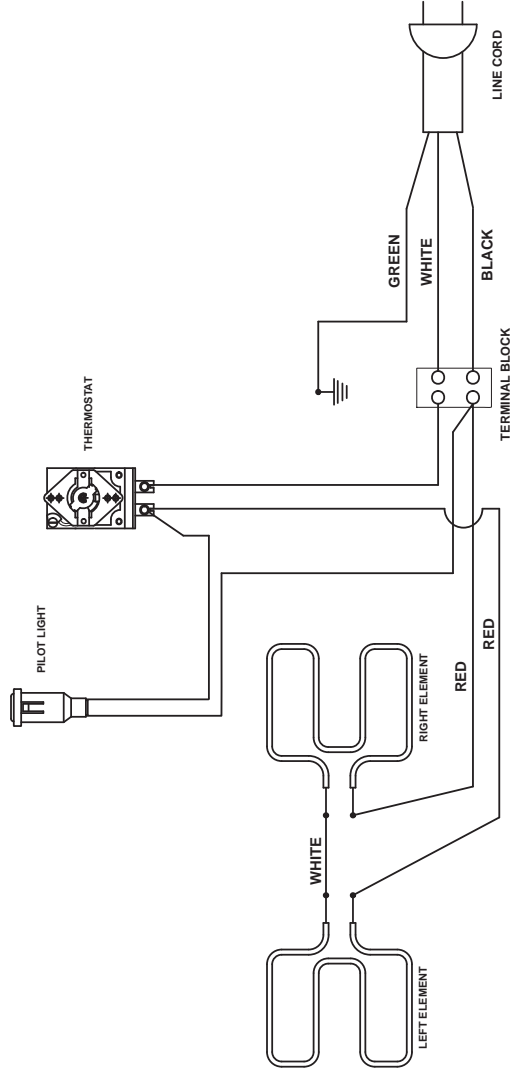 LINE CORD
GREEN
WHITE
BLACK
TERMINAL BLOCK
THERMOSTAT
PILOT LIGHT
RED
RED
RIGHT ELEMENT
WHITE
LEFT ELEMENT